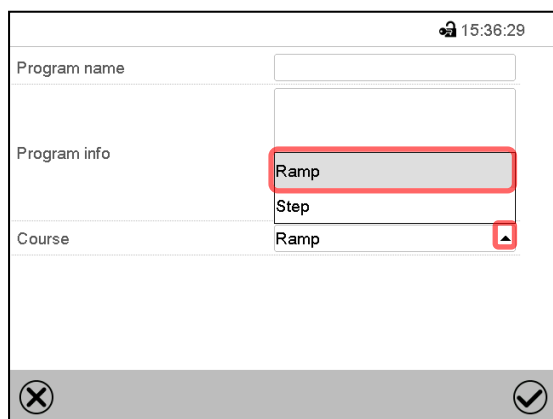 15:36:29
Program name
Program info
Ramp
Step
Course
Ramp